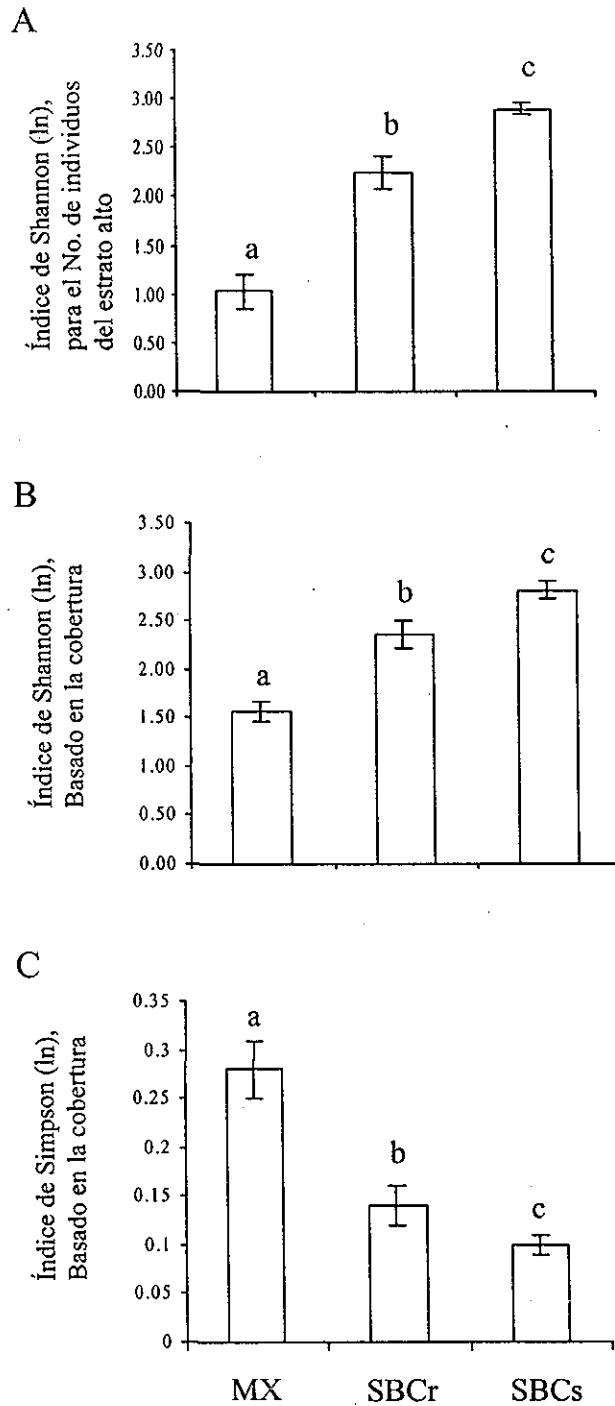 A
Índice de Shannon (ln),
para el No. de individuos
del estrato alto
3.50
3.00
2.50
2.00
1.50
1.00
0.50
0.00
a
b
c
B
Índice de Shannon (ln),
Basado en la cobertura
3.50
3.00
2.50
2.00
1.50
1.00
0.50
0.00
a
b
c
C
Índice de Simpson (ln),
Basado en la cobertura
0.35
0.3
0.25
0.2
0.15
0.1
0.05
0
a
b
c
MX SBCr SBCs